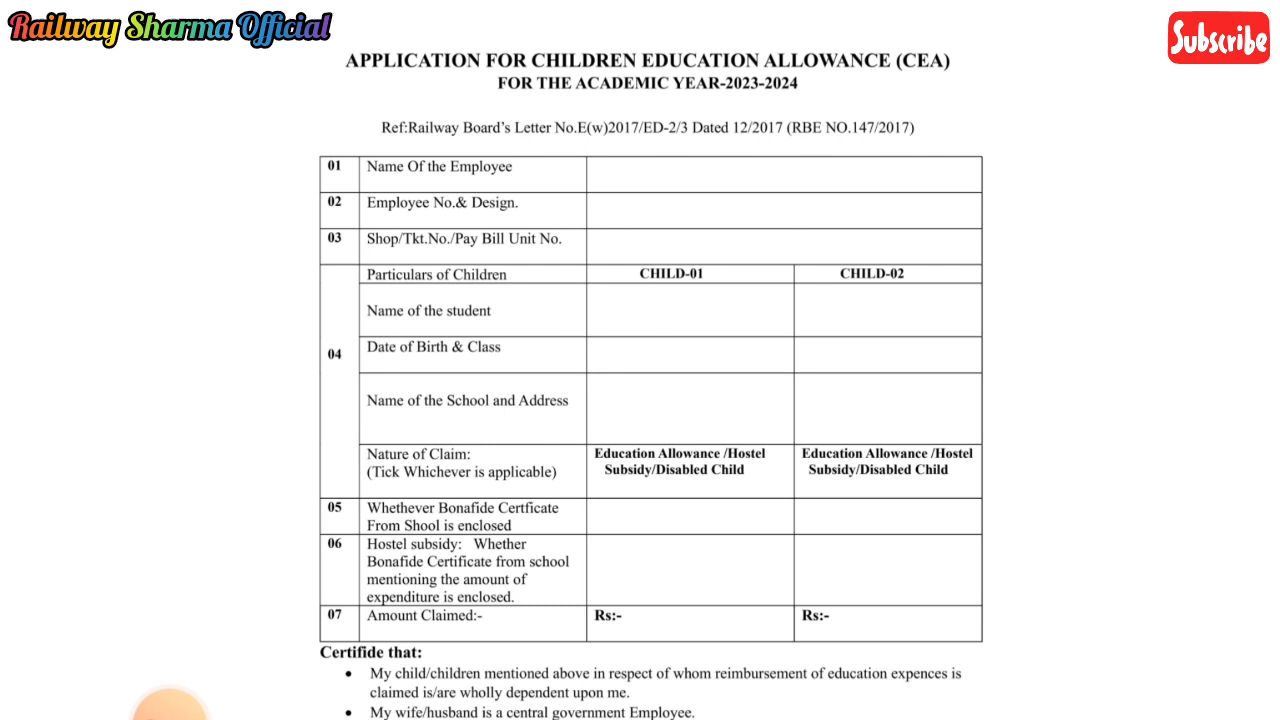 Railway Sharma Official
Subscribe
APPLICATION FOR CHILDREN EDUCATION ALLOWANCE (CEA)
FOR THE ACADEMIC YEAR-2023-2024
Ref:Railway Board's Letter No.E(w)2017/ED-2/3 Dated 12/2017 (RBE NO.147/2017)
01 Name Of the Employee
02 Employee No.& Design.
03 Shop/Tkt.No./Pay Bill Unit No.
04
Particulars of Children CHILD-01 CHILD-02
Name of the student
Date of Birth & Class
Name of the School and Address
Nature of Claim: Education Allowance /Hostel Education Allowance /Hostel
(Tick Whichever is applicable) Subsidy/Disabled Child Subsidy/Disabled Child
05 Whethever Bonafide Certficate
From Shool is enclosed
06 Hostel subsidy: Whether
Bonafide Certificate from school
mentioning the amount of
expenditure is enclosed.
07 Amount Claimed:- Rs:- Rs:-
Certifide that:
• My child/children mentioned above in respect of whom reimbursement of education expences is
claimed is/are wholly dependent upon me.
• My wife/husband is a central government Employee.